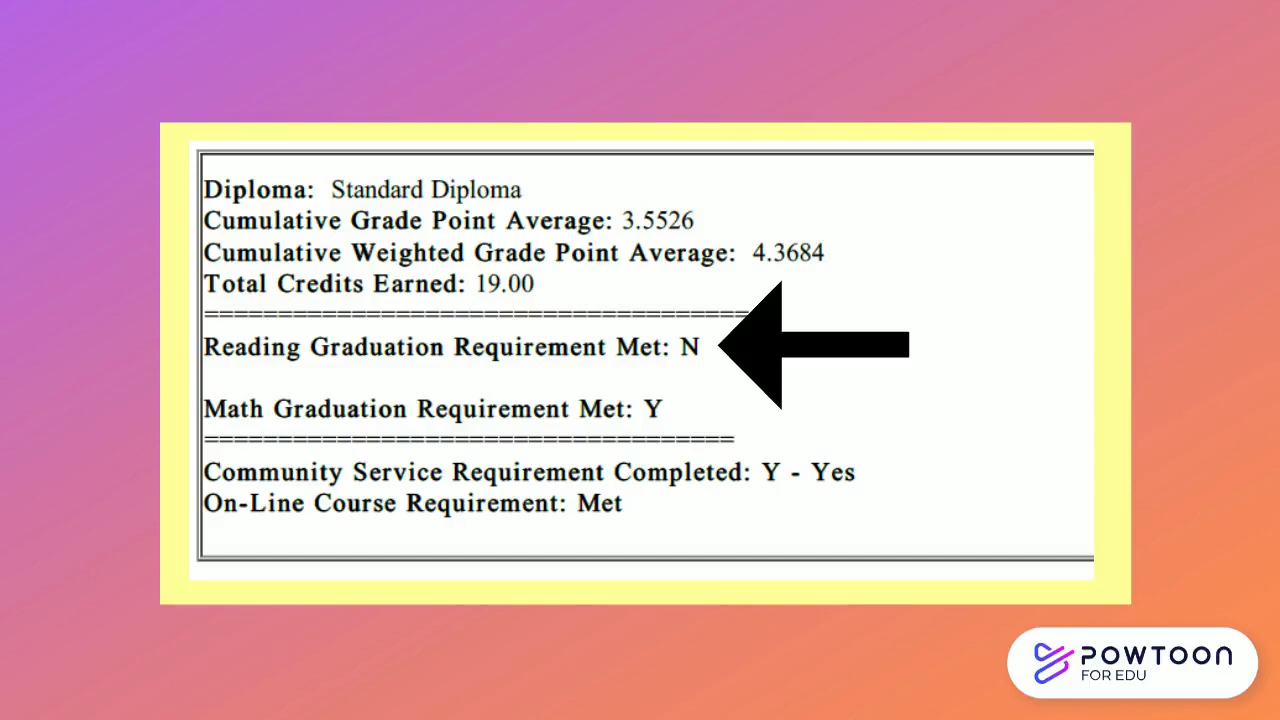 Diploma: Standard Diploma
Cumulative Grade Point Average: 3.5526
Cumulative Weighted Grade Point Average: 4.3684
Total Credits Earned: 19.00
=====================================
Reading Graduation Requirement Met: N
Math Graduation Requirement Met: Y
====================================
Community Service Requirement Completed: Y - Yes
On-Line Course Requirement: Met
POWTOON
FOR EDU